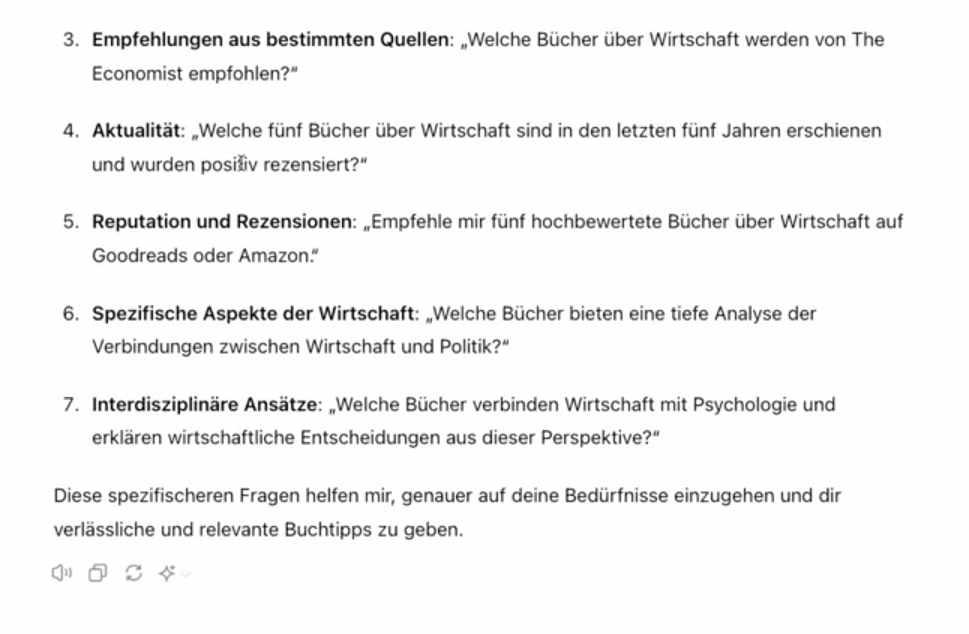 3. Empfehlungen aus bestimmten Quellen: „Welche Bücher über Wirtschaft werden von The
Economist empfohlen?“
4. Aktualität: „Welche fünf Bücher über Wirtschaft sind in den letzten fünf Jahren erschienen
und wurden positiv rezensiert?“
5. Reputation und Rezensionen: „Empfehle mir fünf hochbewertete Bücher über Wirtschaft auf
Goodreads oder Amazon.“
6. Spezifische Aspekte der Wirtschaft: „Welche Bücher bieten eine tiefe Analyse der
Verbindungen zwischen Wirtschaft und Politik?“
7. Interdisziplinäre Ansätze: „Welche Bücher verbinden Wirtschaft mit Psychologie und
erklären wirtschaftliche Entscheidungen aus dieser Perspektive?“
Diese spezifischeren Fragen helfen mir, genauer auf deine Bedürfnisse einzugehen und dir
verlässliche und relevante Buchtipps zu geben.